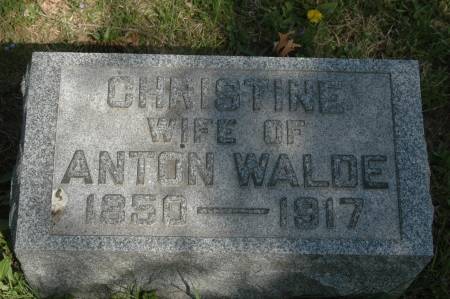 CHRISTINE
WIFE OF
ANTON WALDE
1850 — 1917